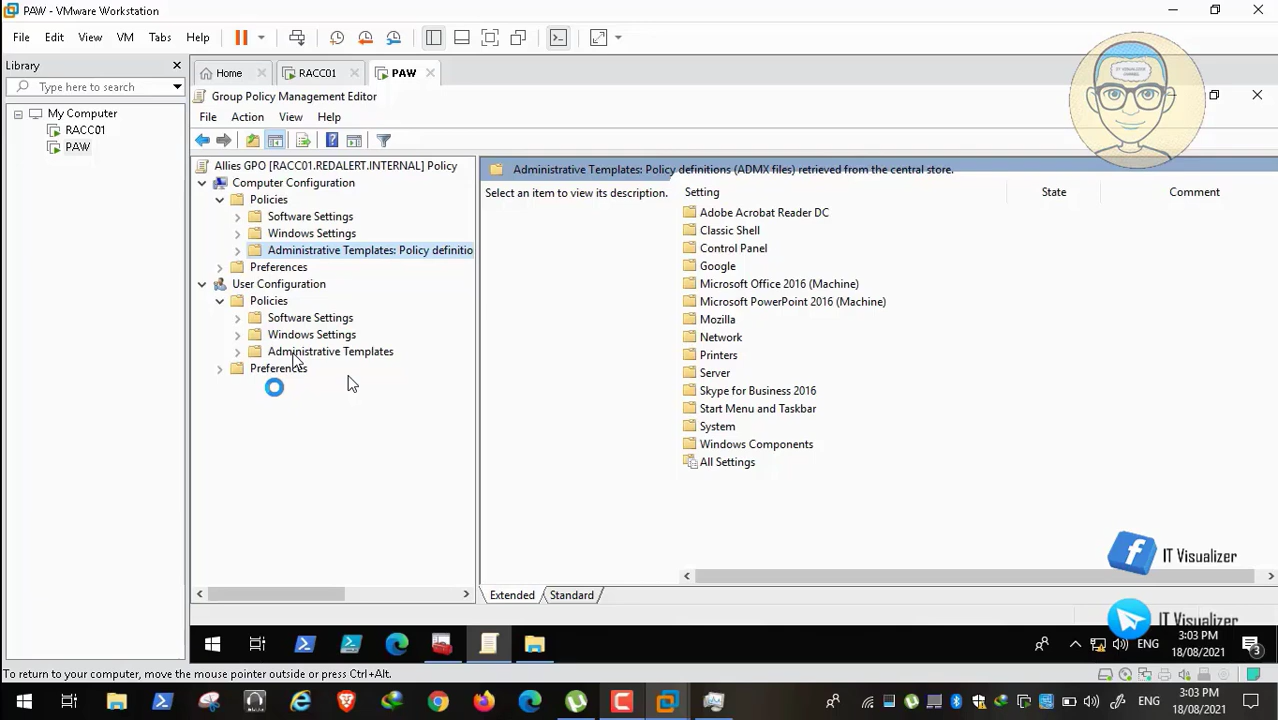 PAW - VMware Workstation
File Edit View VM Tabs Help
Library
Type here to search
My Computer
RACC01
PAW
Home
RACC01
PAW
Group Policy Management Editor
File Action View Help
Allies GPO [RACC01.REDALERT.INTERNAL] Policy
Computer Configuration
Policies
Software Settings
Windows Settings
Administrative Templates: Policy definitio
Preferences
User Configuration
Policies
Software Settings
Windows Settings
Administrative Templates
Preferences
Administrative Templates: Policy definitions (ADMX files) retrieved from the central store.
Select an item to view its description.
Setting State Comment
Adobe Acrobat Reader DC
Classic Shell
Control Panel
Google
Microsoft Office 2016 (Machine)
Microsoft PowerPoint 2016 (Machine)
Mozilla
Network
Printers
Server
Skype for Business 2016
Start Menu and Taskbar
System
Windows Components
All Settings
Extended Standard
IT VISUALIZER
CHANNEL
IT Visualizer
IT Visualizer
ENG
3:03 PM
18/08/2021
3
To return to your computer, move the mouse pointer outside or press Ctrl+Alt.
ENG
3:03 PM
18/08/2021